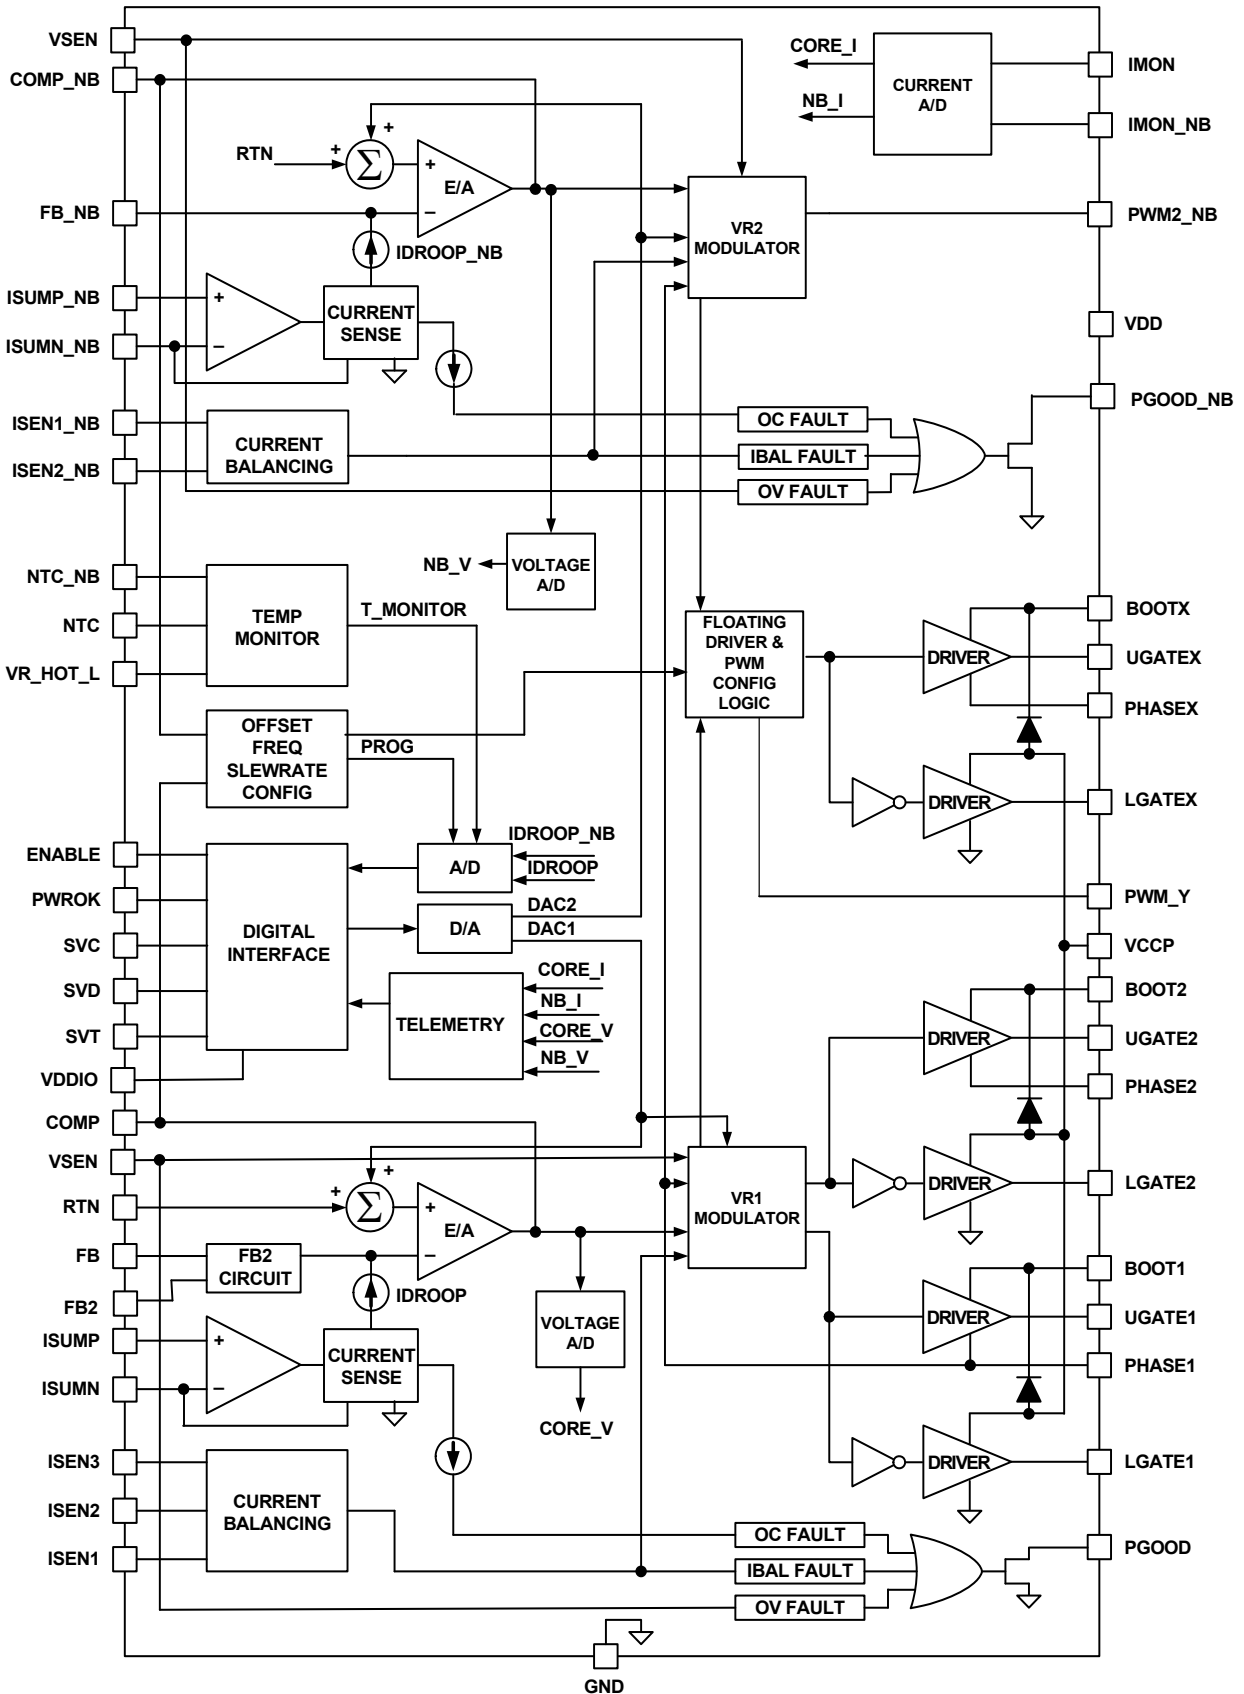 VSEN
COMP_NB
FB_NB
ISUMP_NB
ISUMN_NB
ISEN1_NB
ISEN2_NB
NTC_NB
NTC
VR_HOT_L
ENABLE
PWROK
SVC
SVD
SVT
VDDIO
COMP
VSEN
RTN
FB
FB2
ISUMP
ISUMN
ISEN3
ISEN2
ISEN1
RTN
+
+
Σ
+
−
E/A
IDROOP_NB
+
−
CURRENT
SENSE
CURRENT
BALANCING
VR2
MODULATOR
CORE_I
NB_I
CURRENT
A/D
OC FAULT
IBAL FAULT
OV FAULT
NB_V
VOLTAGE
A/D
TEMP
MONITOR
T_MONITOR
OFFSET
FREQ
SLEWRATE
CONFIG
PROG
FLOATING
DRIVER &
PWM
CONFIG
LOGIC
DRIVER
DRIVER
DIGITAL
INTERFACE
A/D
IDROOP_NB
IDROOP
D/A
DAC2
DAC1
TELEMETRY
CORE_I
NB_I
CORE_V
NB_V
DRIVER
DRIVER
+
+
Σ
+
−
E/A
FB2
CIRCUIT
IDROOP
+
−
CURRENT
SENSE
VR1
MODULATOR
VOLTAGE
A/D
CORE_V
DRIVER
DRIVER
CURRENT
BALANCING
OC FAULT
IBAL FAULT
OV FAULT
IMON
IMON_NB
PWM2_NB
VDD
PGOOD_NB
BOOTX
UGATEX
PHASEX
LGATEX
PWM_Y
VCCP
BOOT2
UGATE2
PHASE2
LGATE2
BOOT1
UGATE1
PHASE1
LGATE1
PGOOD
GND